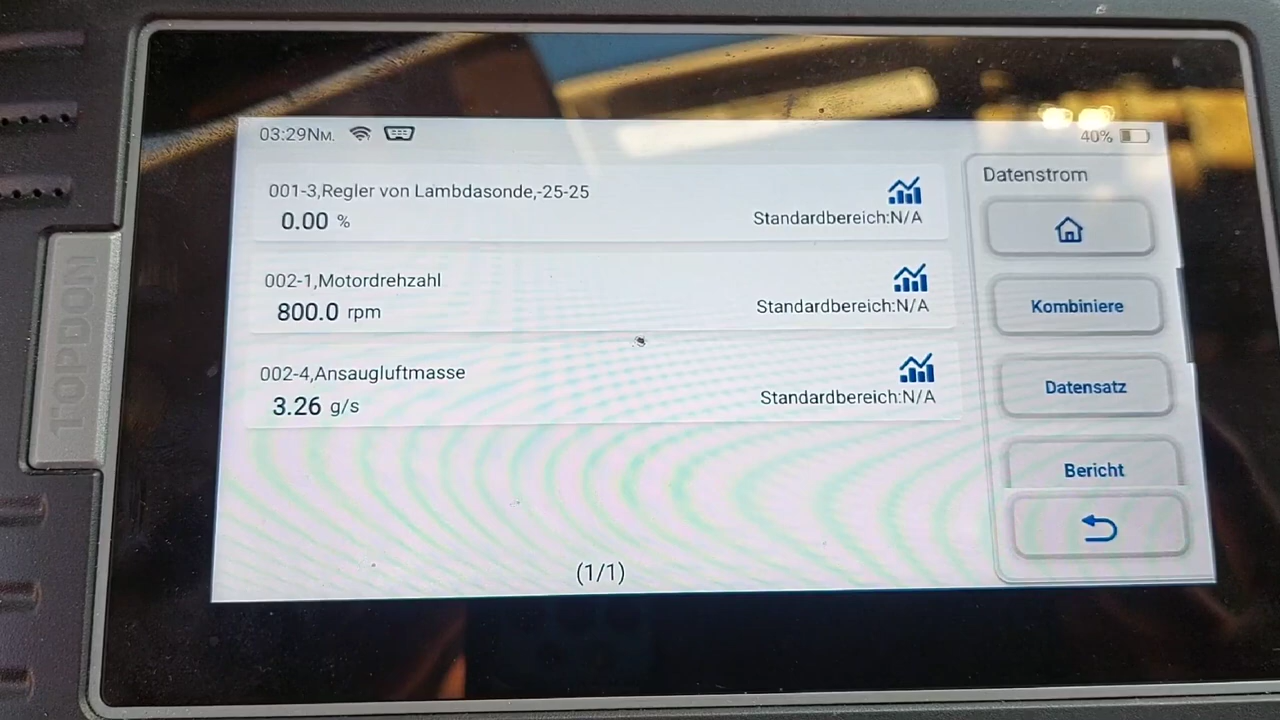 TOPDON
03:29NM.
40%
001-3,Regler von Lambdasonde,-25-25
0.00 %
Standardbereich:N/A
002-1,Motordrehzahl
800.0 rpm
Standardbereich:N/A
002-4,Ansaugluftmasse
3.26 g/s
Standardbereich:N/A
(1/1)
Datenstrom
Kombiniere
Datensatz
Bericht